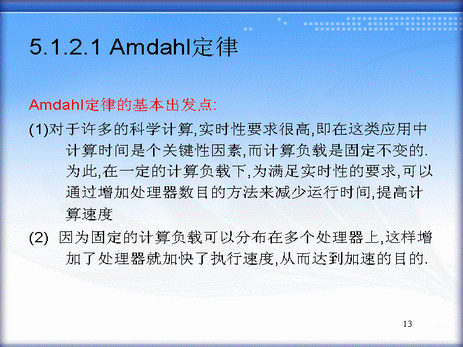 5.1.2.1 Amdahl定律
Amdahl定律的基本出发点:
(1)对于许多的科学计算,实时性要求很高,即在这类应用中
计算时间是个关键性因素,而计算负载是固定不变的.
为此,在一定的计算负载下,为满足实时性的要求,可以
通过增加处理器数目的方法来减少运行时间,提高计
算速度
(2) 因为固定的计算负载可以分布在多个处理器上,这样增
加了处理器就加快了执行速度,从而达到加速的目的.
13